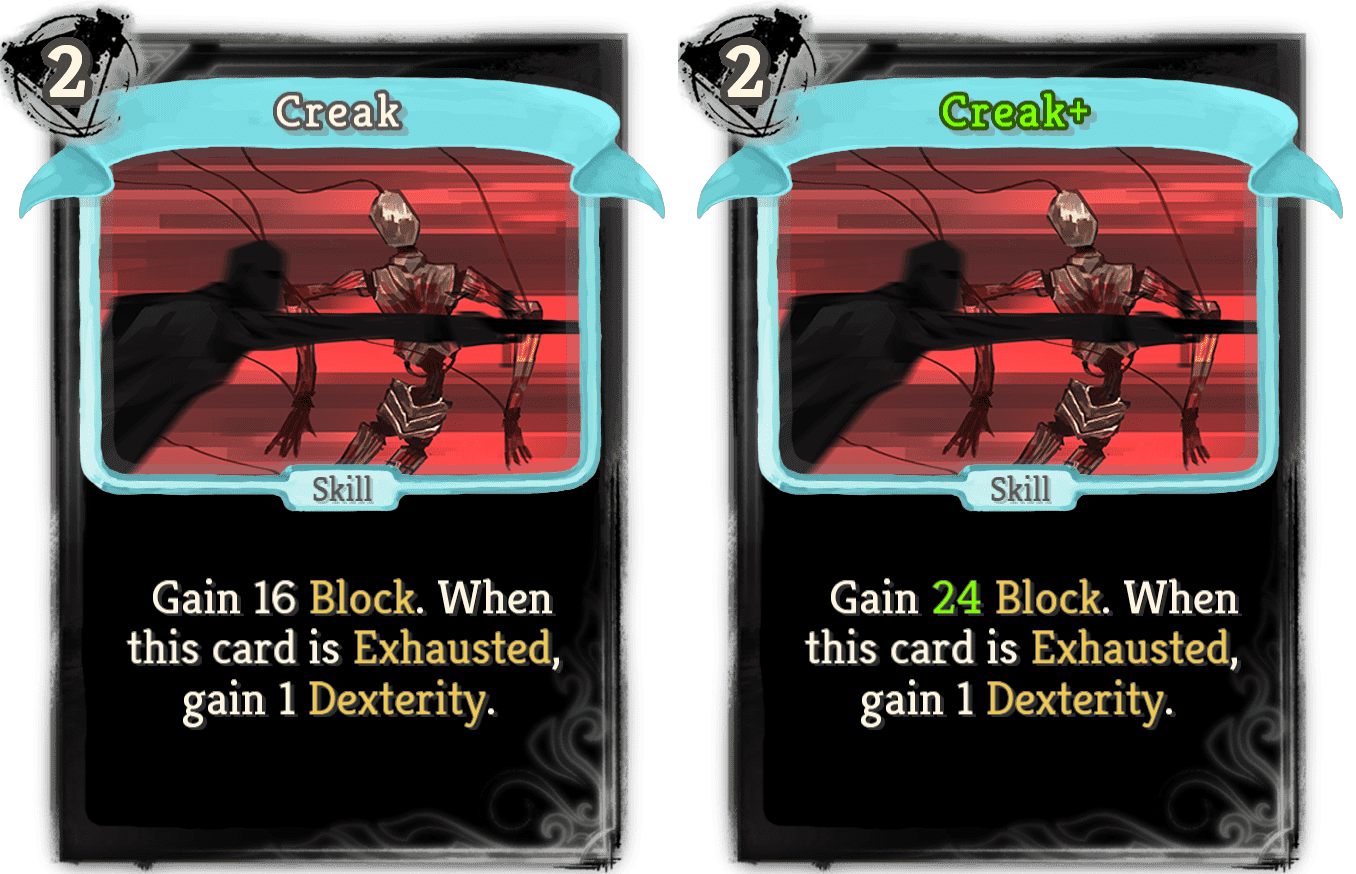 2
Creak
Skill
Gain 16 Block. When
this card is Exhausted,
gain 1 Dexterity.
2
Creak+
Skill
Gain 24 Block. When
this card is Exhausted,
gain 1 Dexterity.